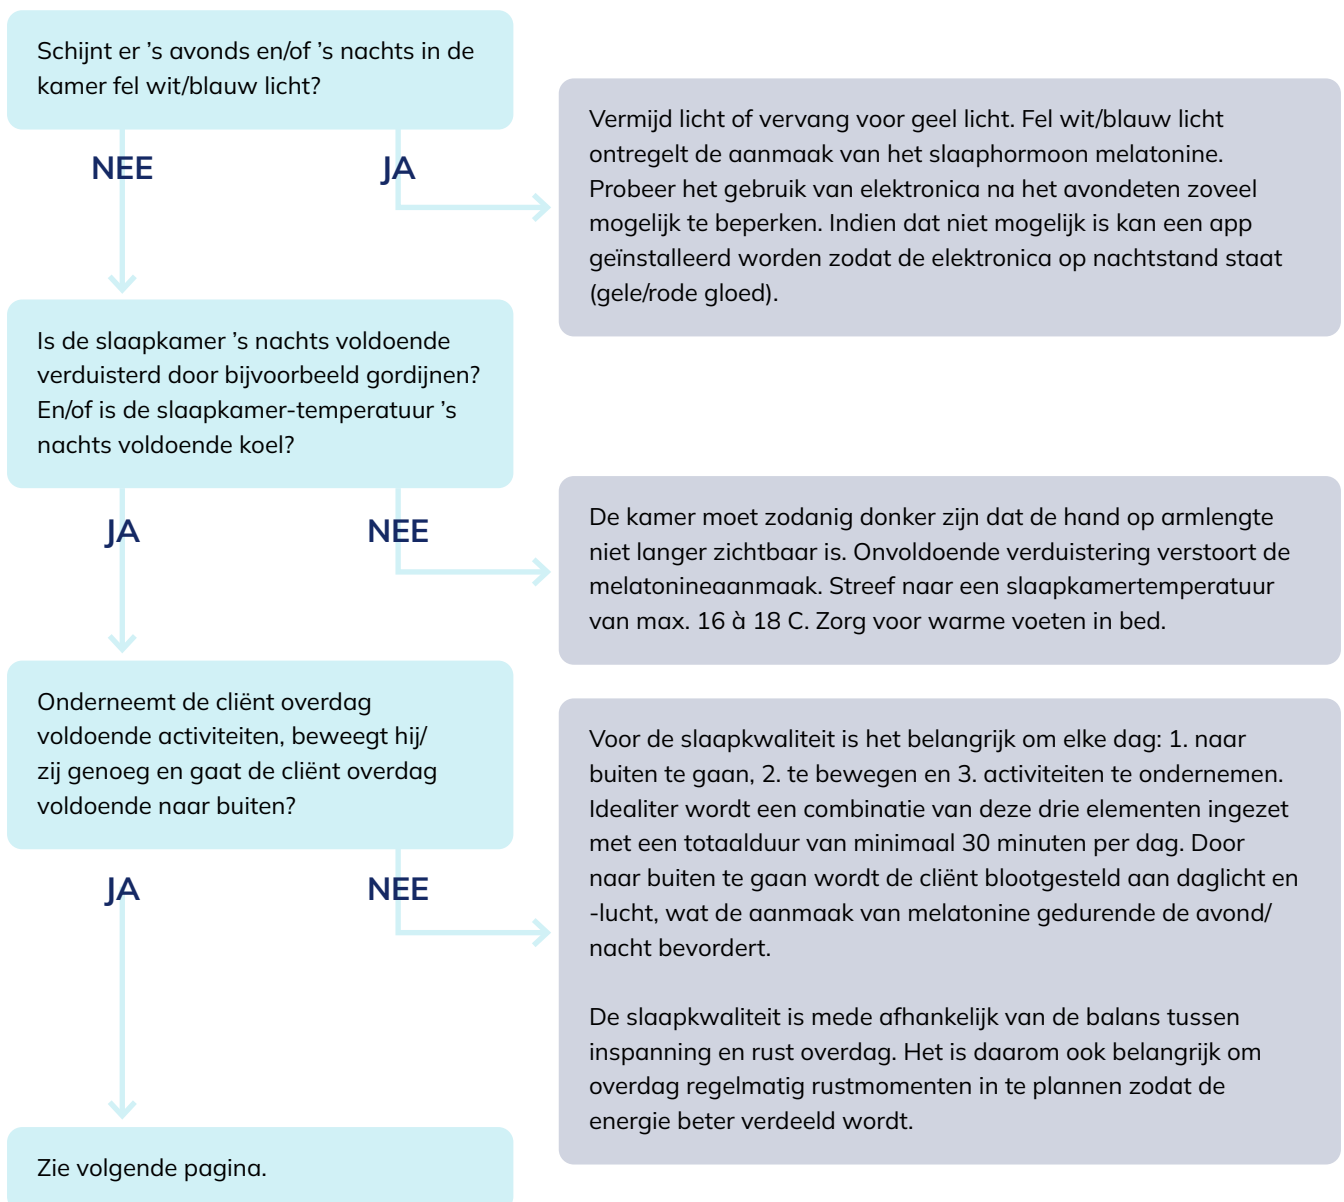 Schijnt er ’s avonds en/of ’s nachts in de
kamer fel wit/blauw licht?
NEE
JA
Vermijd licht of vervang voor geel licht. Fel wit/blauw licht
ontregelt de aanmaak van het slaaphormoon melatonine.
Probeer het gebruik van elektronica na het avondeten zoveel
mogelijk te beperken. Indien dat niet mogelijk is kan een app
geïnstalleerd worden zodat de elektronica op nachtstand staat
(gele/rode gloed).
Is de slaapkamer ’s nachts voldoende
verduisterd door bijvoorbeeld gordijnen?
En/of is de slaapkamer-temperatuur ’s
nachts voldoende koel?
JA
NEE
De kamer moet zodanig donker zijn dat de hand op armlengte
niet langer zichtbaar is. Onvoldoende verduistering verstoort de
melatonineaanmaak. Streef naar een slaapkamertemperatuur
van max. 16 à 18 C. Zorg voor warme voeten in bed.
Onderneemt de cliënt overdag
voldoende activiteiten, beweegt hij/
zij genoeg en gaat de cliënt overdag
voldoende naar buiten?
JA
NEE
Voor de slaapkwaliteit is het belangrijk om elke dag: 1. naar
buiten te gaan, 2. te bewegen en 3. activiteiten te ondernemen.
Idealiter wordt een combinatie van deze drie elementen ingezet
met een totaalduur van minimaal 30 minuten per dag. Door
naar buiten te gaan wordt de cliënt blootgesteld aan daglicht en
-lucht, wat de aanmaak van melatonine gedurende de avond/
nacht bevordert.
De slaapkwaliteit is mede afhankelijk van de balans tussen
inspanning en rust overdag. Het is daarom ook belangrijk om
overdag regelmatig rustmomenten in te plannen zodat de
energie beter verdeeld wordt.
Zie volgende pagina.